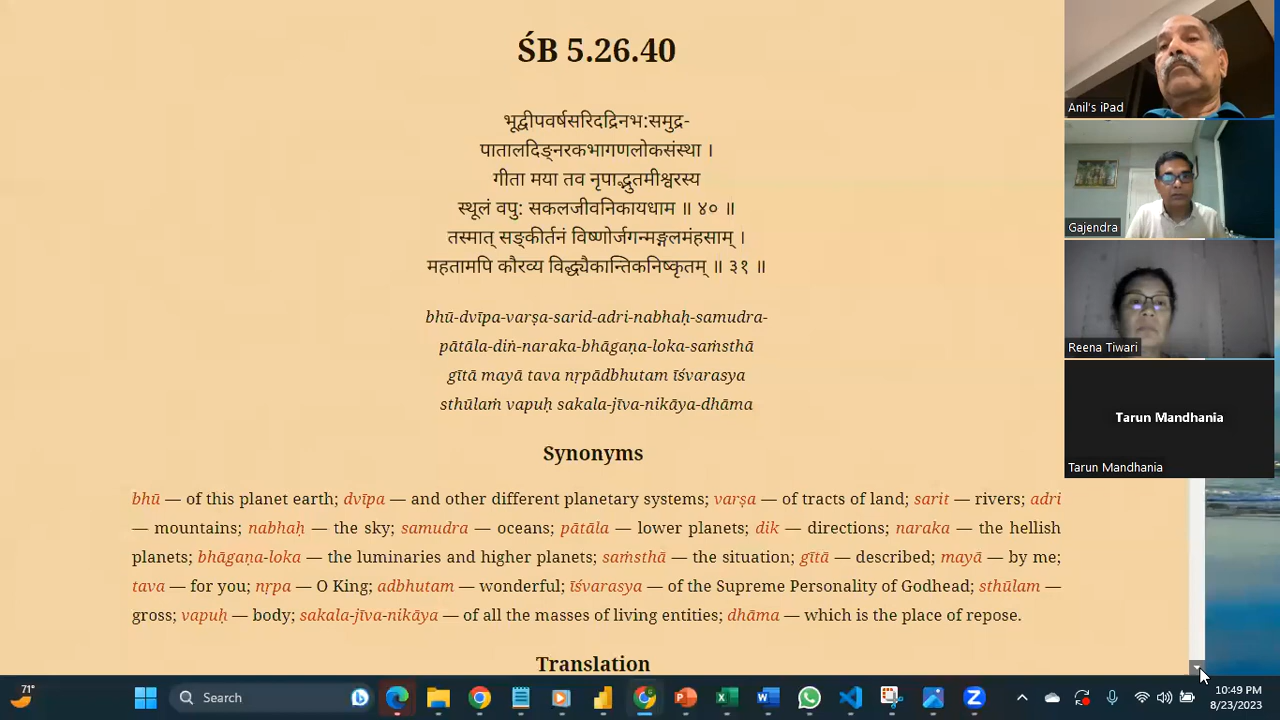 ŚB 5.26.40
भूद्वीपवर्षसरिदद्रिनभ:समुद्र-
पातालदिङ्‍नरकभागणलोकसंस्था ।
गीता मया तव नृपाद्भुतमीश्वरस्य
स्थूलं वपु: सकलजीवनिकायधाम ॥ ४० ॥
तस्मात् सङ्कीर्तनं विष्णोर्जगन्मङ्गलमंहसाम् ।
महतामपि कौरव्य विद्ध्यैकान्तिकनिष्कृतम् ॥ ३१ ॥
bhū-dvīpa-varṣa-sarid-adri-nabhaḥ-samudra-
pātāla-diṅ-naraka-bhāgaṇa-loka-saṁsthā
gītā mayā tava nṛpādbhutam īśvarasya
sthūlaṁ vapuḥ sakala-jīva-nikāya-dhāma
Synonyms
bhū — of this planet earth; dvīpa — and other different planetary systems; varṣa — of tracts of land; sarit — rivers; adri
— mountains; nabhaḥ — the sky; samudra — oceans; pātāla — lower planets; dik — directions; naraka — the hellish
planets; bhāgaṇa-loka — the luminaries and higher planets; saṁsthā — the situation; gītā — described; mayā — by me;
tava — for you; nṛpa — O King; adbhutam — wonderful; īśvarasya — of the Supreme Personality of Godhead; sthūlam —
gross; vapuḥ — body; sakala-jīva-nikāya — of all the masses of living entities; dhāma — which is the place of repose.
Translation
Anil's iPad
Gajendra
Reena Tiwari
Tarun Mandhania
Tarun Mandhania
71°
Search
10:49 PM
8/23/2023